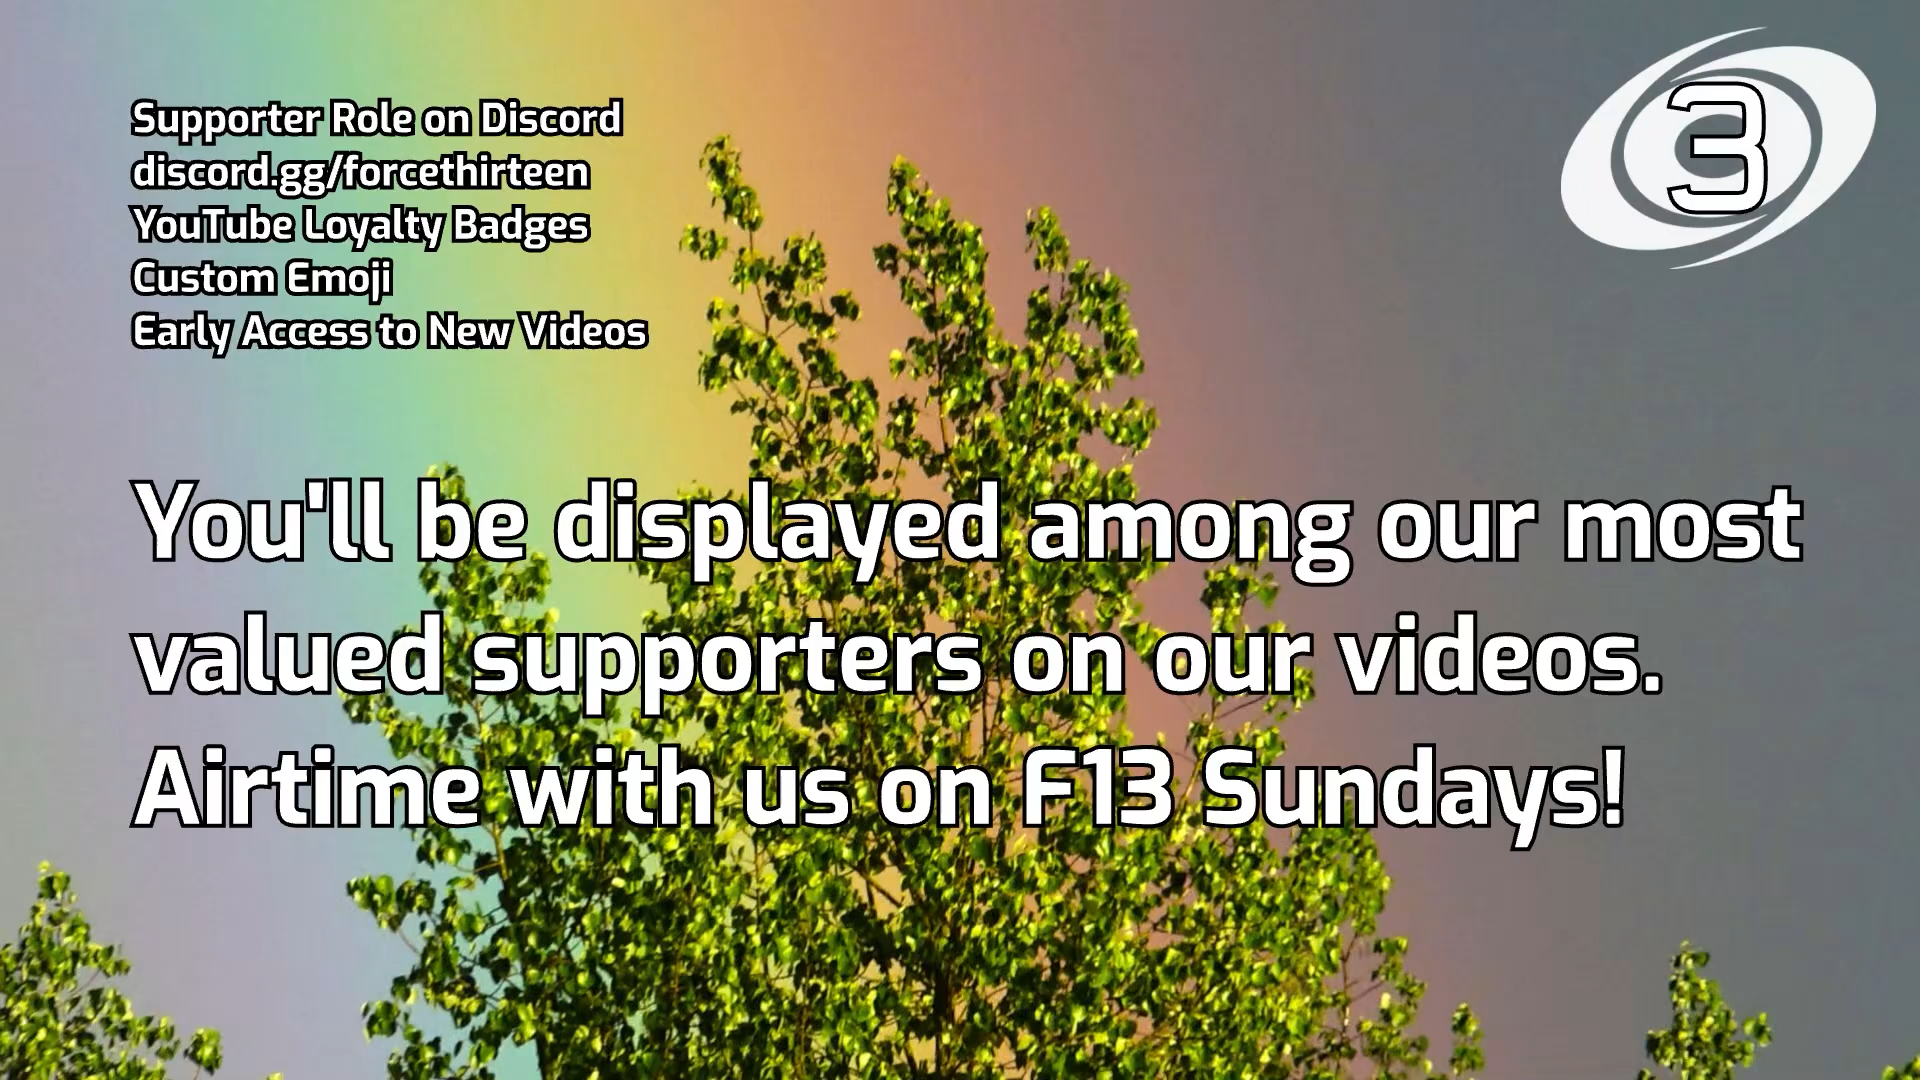 3
Supporter Role on Discord
discord.gg/forcethirteen
YouTube Loyalty Badges
Custom Emoji
Early Access to New Videos
You'll be displayed among our most
valued supporters on our videos.
Airtime with us on F13 Sundays!